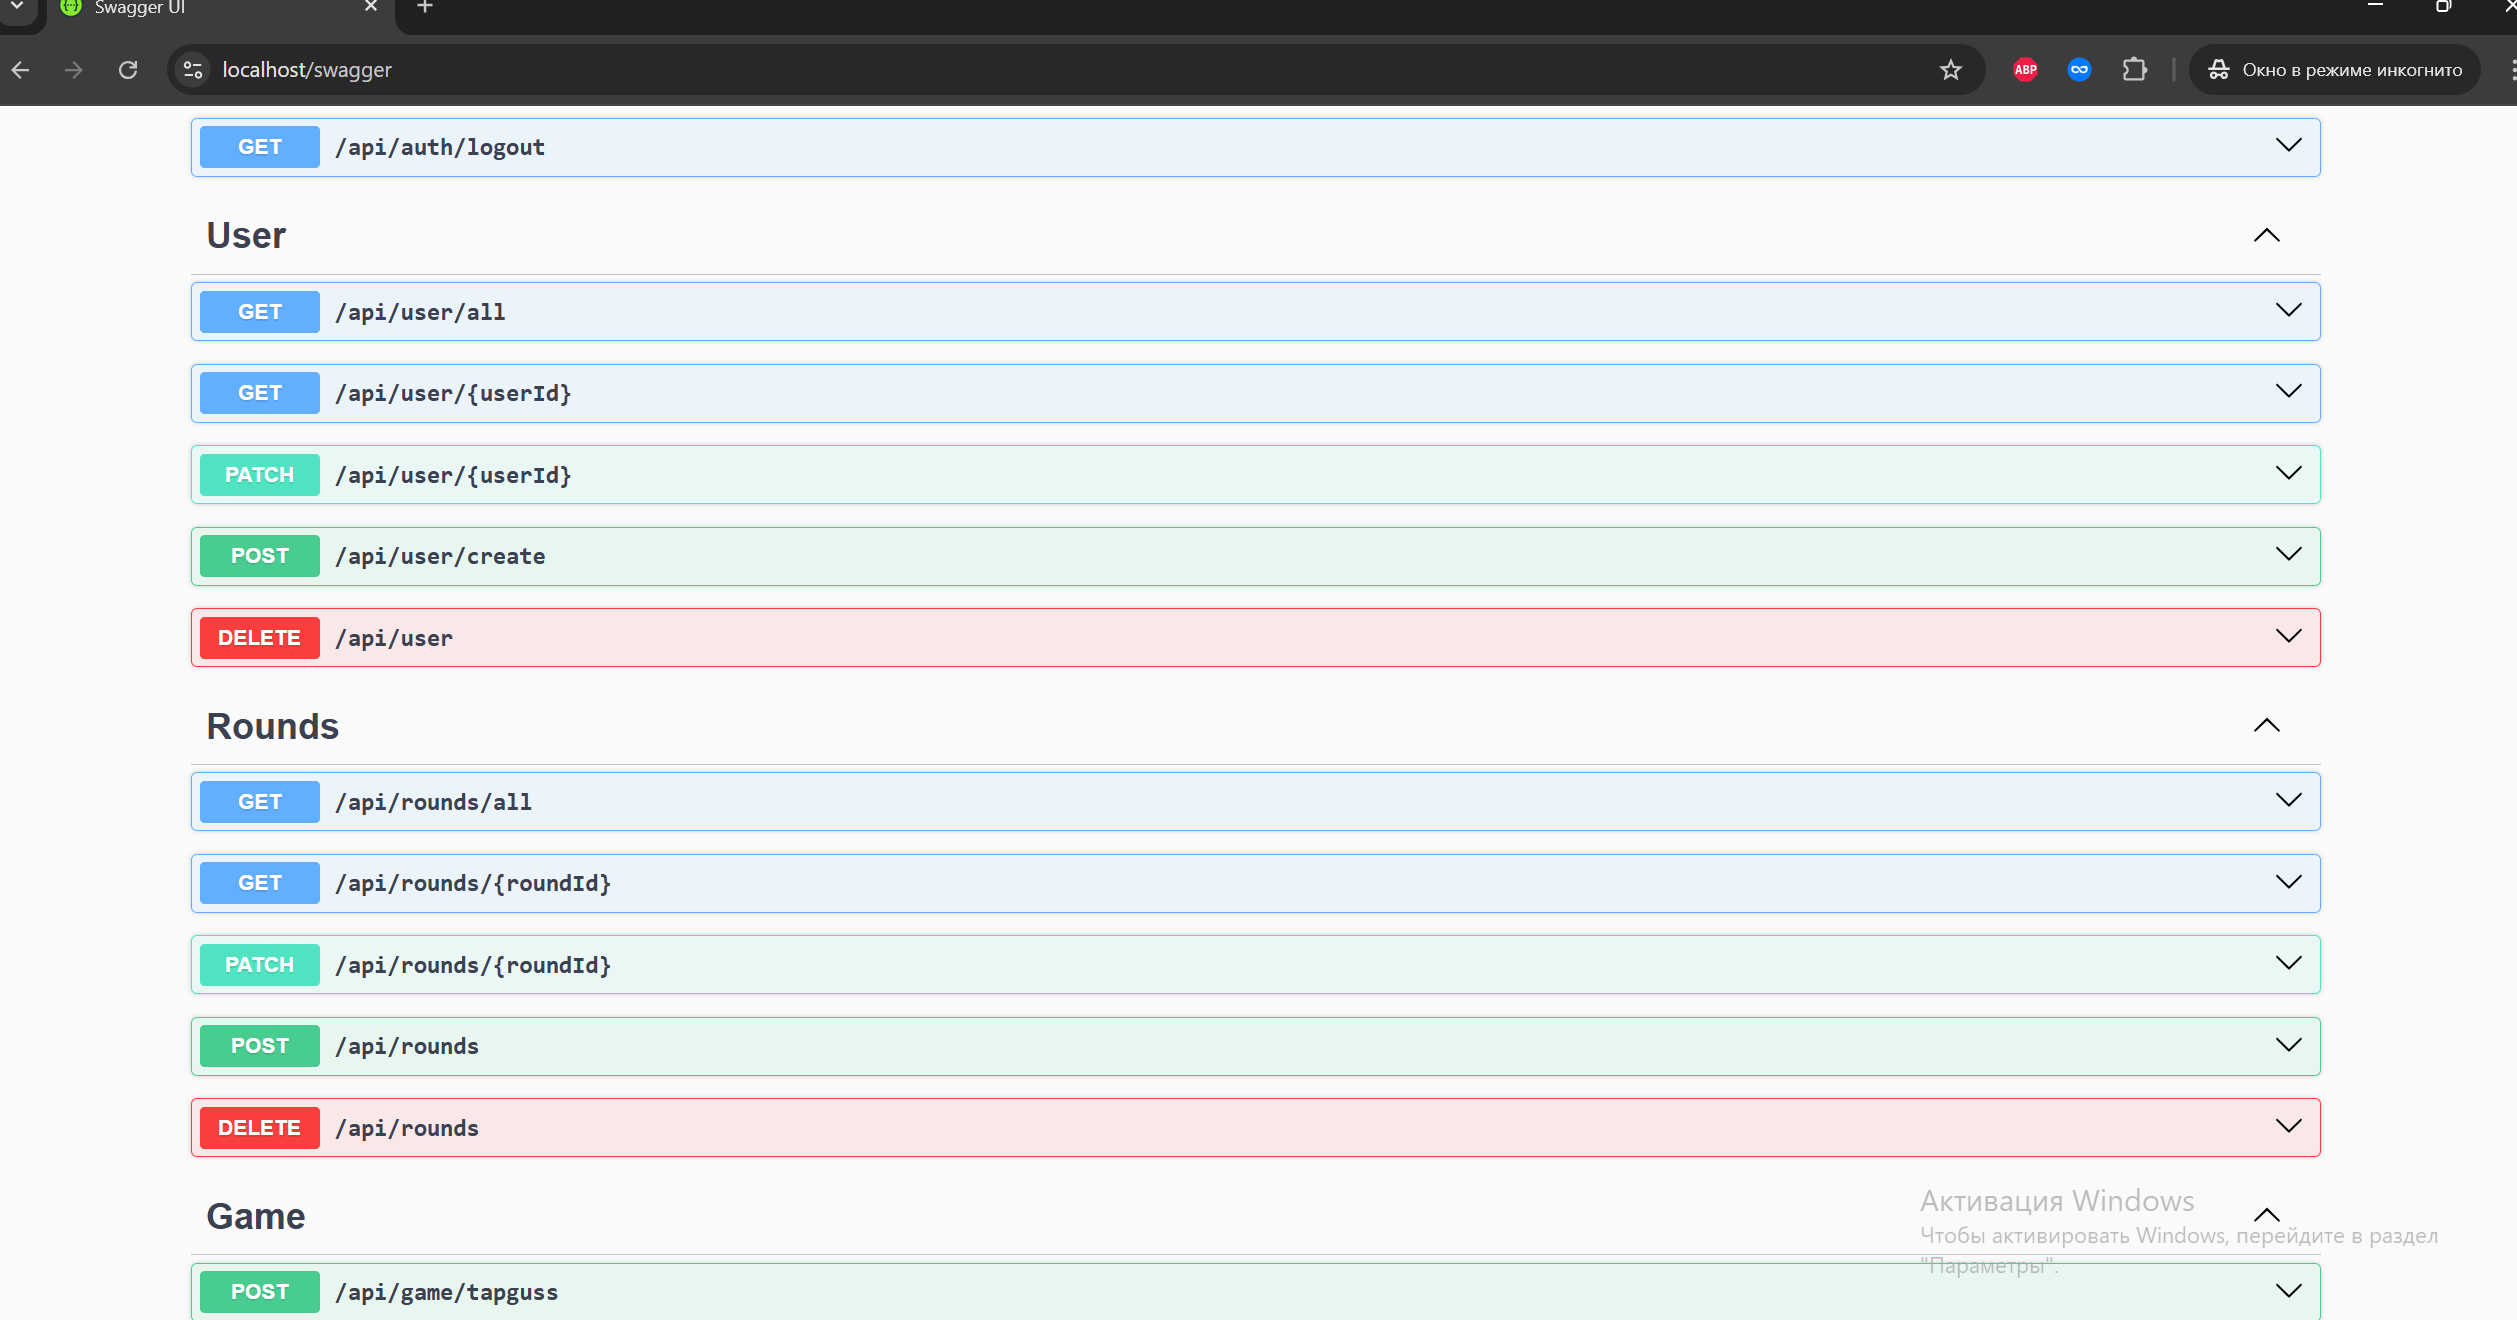 Swagger UI
localhost/swagger
ABP
Окно в режиме инкогнито
GET /api/auth/logout
User
GET /api/user/all
GET /api/user/{userId}
PATCH /api/user/{userId}
POST /api/user/create
DELETE /api/user
Rounds
GET /api/rounds/all
GET /api/rounds/{roundId}
PATCH /api/rounds/{roundId}
POST /api/rounds
DELETE /api/rounds
Game
POST /api/game/tapguss
Активация Windows
Чтобы активировать Windows, перейдите в раздел
"Параметры".